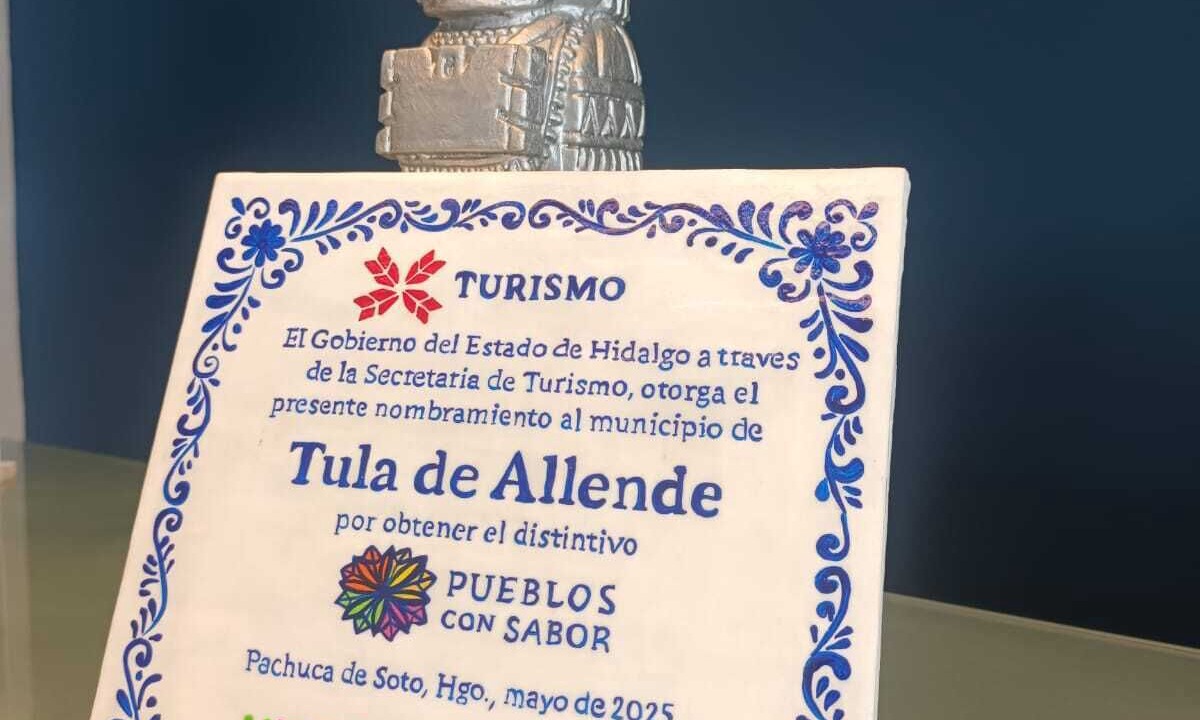 TURISMO
El Gobierno del Estado de Hidalgo a traves
de la Secretaria de Turismo, otorga el
presente nombramiento al municipio de
Tula de Allende
por obtener el distintivo
PUEBLOS
CON SABOR
Pachuca de Soto, Hgo., mayo de 2025